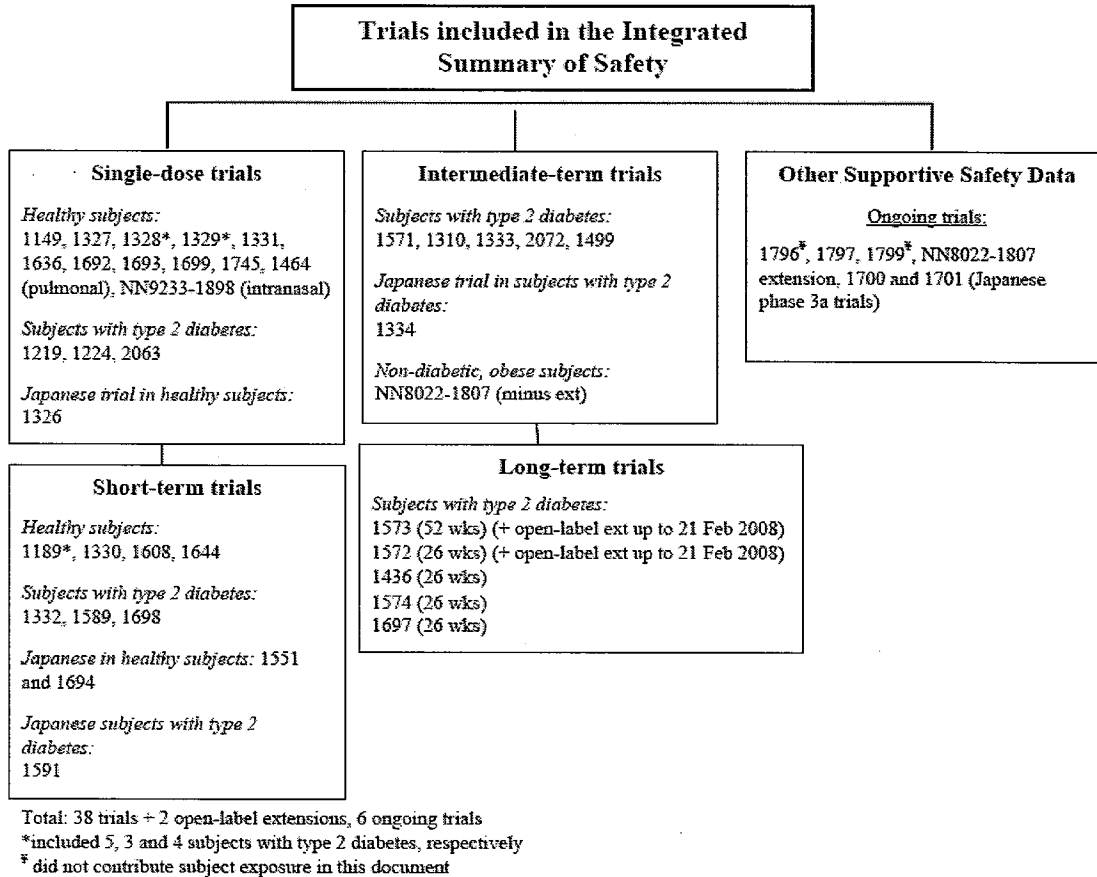 Trials included in the Integrated
Summary of Safety
Single-dose trials
Healthy subjects:
1149, 1327, 1328*, 1329*, 1331,
1636, 1692, 1693, 1699, 1745, 1464
(pulmonal), NN9233-1898 (intranasal)
Subjects with type 2 diabetes:
1219, 1224, 2063
Japanese trial in healthy subjects:
1326
Short-term trials
Healthy subjects:
1189*, 1330, 1608, 1644
Subjects with type 2 diabetes:
1332, 1589, 1698
Japanese in healthy subjects: 1551
and 1694
Japanese subjects with type 2
diabetes:
1591
Intermediate-term trials
Subjects with type 2 diabetes:
1571, 1310, 1333, 2072, 1499
Japanese trial in subjects with type 2
diabetes:
1334
Non-diabetic, obese subjects:
NN8022-1807 (minus ext)
Long-term trials
Subjects with type 2 diabetes:
1573 (52 wks) (+ open-label ext up to 21 Feb 2008)
1572 (26 wks) (+ open-label ext up to 21 Feb 2008)
1436 (26 wks)
1574 (26 wks)
1697 (26 wks)
Other Supportive Safety Data
Ongoing trials:
1796¥, 1797, 1799¥, NN8022-1807
extension, 1700 and 1701 (Japanese
phase 3a trials)
Total: 38 trials + 2 open-label extensions, 6 ongoing trials
*included 5, 3 and 4 subjects with type 2 diabetes, respectively
¥ did not contribute subject exposure in this document